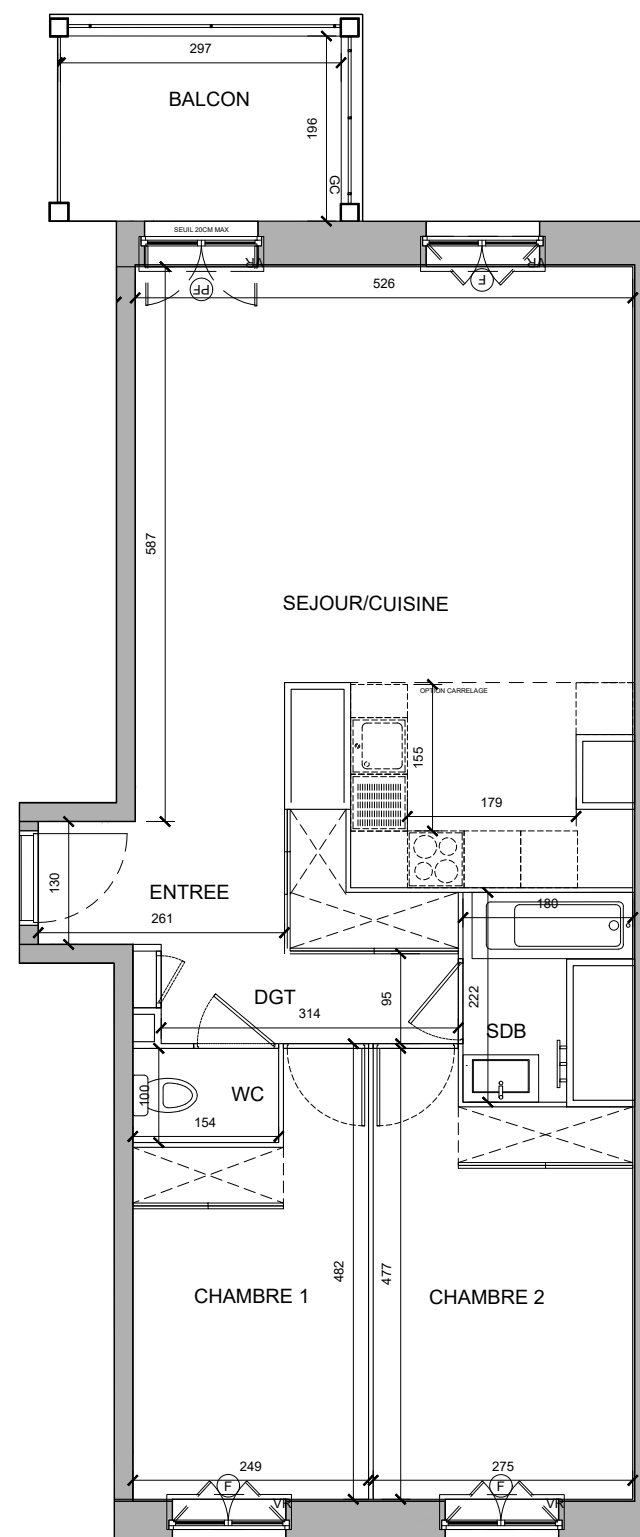 297
BALCON
196
GC
SEUIL 20CM MAX
VR
VR
PF
F
526
587
SEJOUR/CUISINE
OPTION CARRELAGE
155
179
130
ENTREE
261
180
DGT
314
95
222
SDB
100
WC
154
482
477
CHAMBRE 1
CHAMBRE 2
249
275
F
F
VR
VR